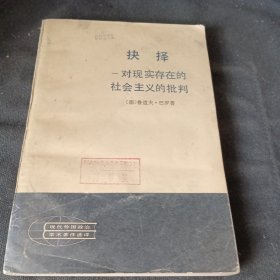 抉择
—对现实存在的
社会主义的批判
〔德〕鲁道夫·巴罗著
现代外国政治
学术著作选译